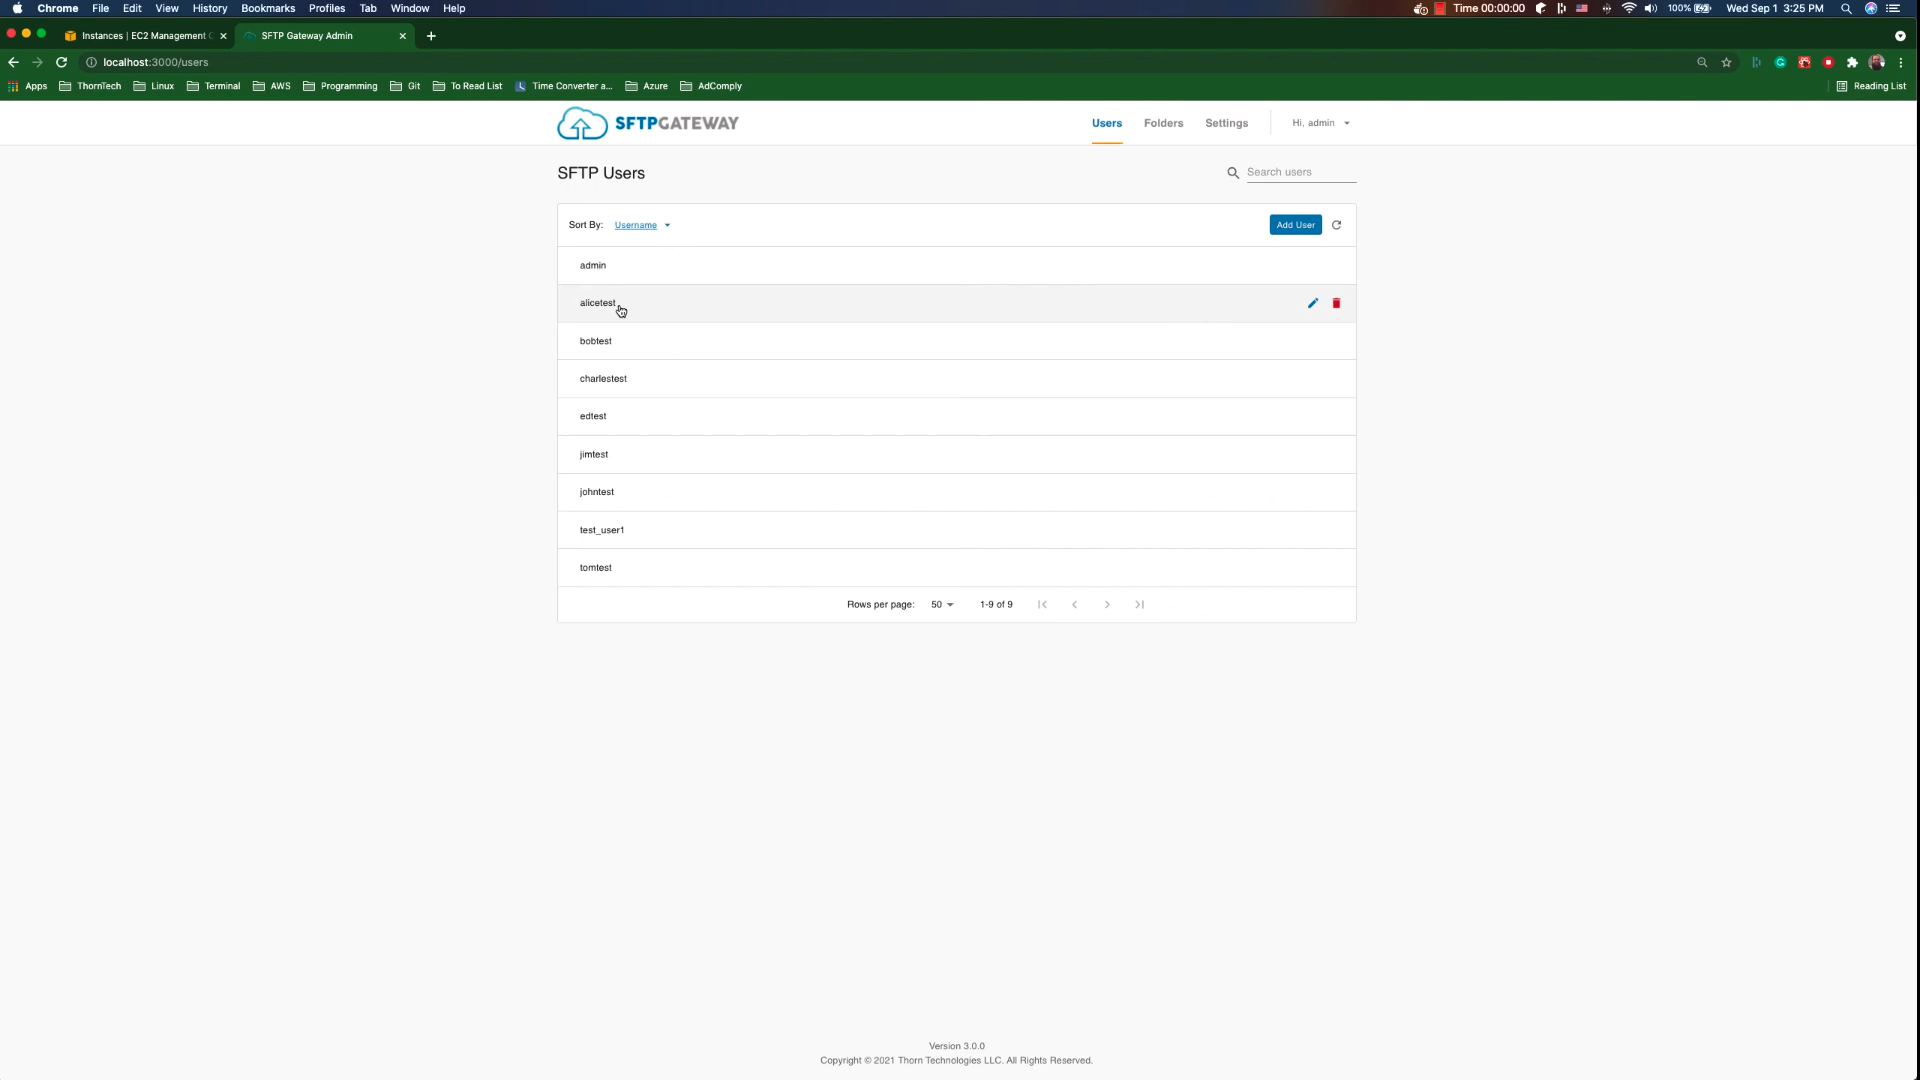 Chrome File Edit View History Bookmarks Profiles Tab Window Help Time 00:00:00 100% Wed Sep 1 3:25 PM
Instances | EC2 Management SFTP Gateway Admin
localhost:3000/users
Apps ThornTech Linux Terminal AWS Programming Git To Read List Time Converter a... Azure AdComply Reading List
SFTPGATEWAY Users Folders Settings Hi, admin
SFTP Users Search users
Sort By: Username Add User
admin
alicetest
bobtest
charlestest
edtest
jimtest
johntest
test_user1
tomtest
Rows per page: 50 1-9 of 9
Version 3.0.0
Copyright © 2021 Thorn Technologies LLC. All Rights Reserved.